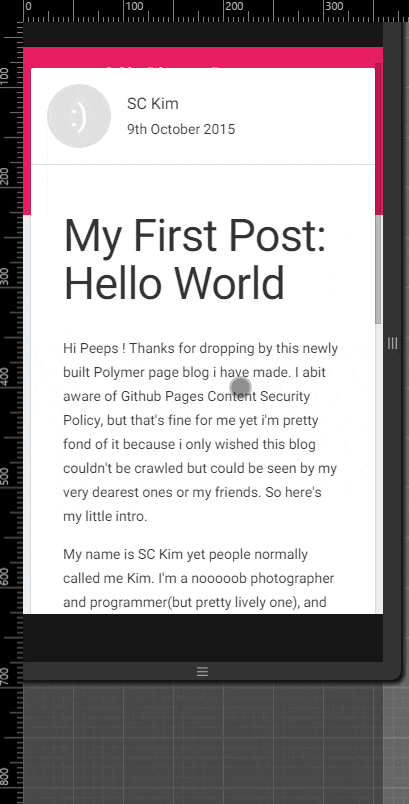 0 100 200 300
100
200
300
400
500
600
700
800
:)
SC Kim
9th October 2015
My First Post:
Hello World
Hi Peeps ! Thanks for dropping by this newly
built Polymer page blog i have made. I abit
aware of Github Pages Content Security
Policy, but that's fine for me yet i'm pretty
fond of it because i only wished this blog
couldn't be crawled but could be seen by my
very dearest ones or my friends. So here's
my little intro.
My name is SC Kim yet people normally
called me Kim. I'm a nooooob photographer
and programmer(but pretty lively one), and